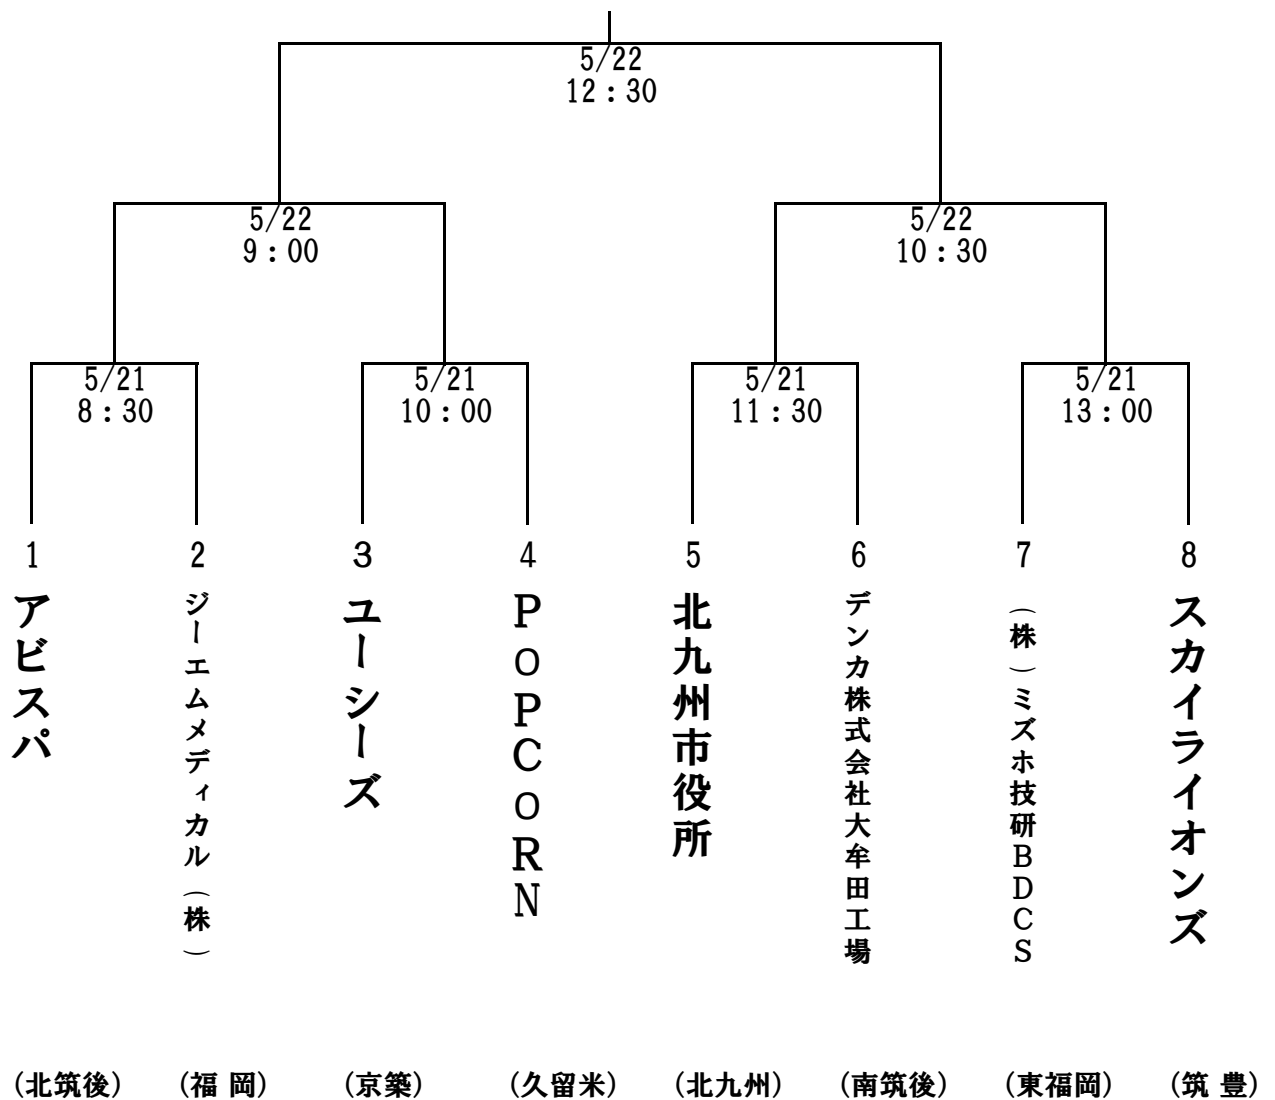 5/22
12：30
5/22
9：00
5/22
10：30
5/21
8：30
5/21
10：00
5/21
11：30
5/21
13：00
1
2
3
4
5
6
7
8
アビスパ
ジーエムメディカル（株）
ユーシーズ
PoPCoRN
北九州市役所
デンカ株式会社大牟田工場
（株）ミズホ技研BDCS
スカイライオンズ
(北筑後)
(福 岡)
(京築)
(久留米)
(北九州)
(南筑後)
(東福岡)
(筑 豊)